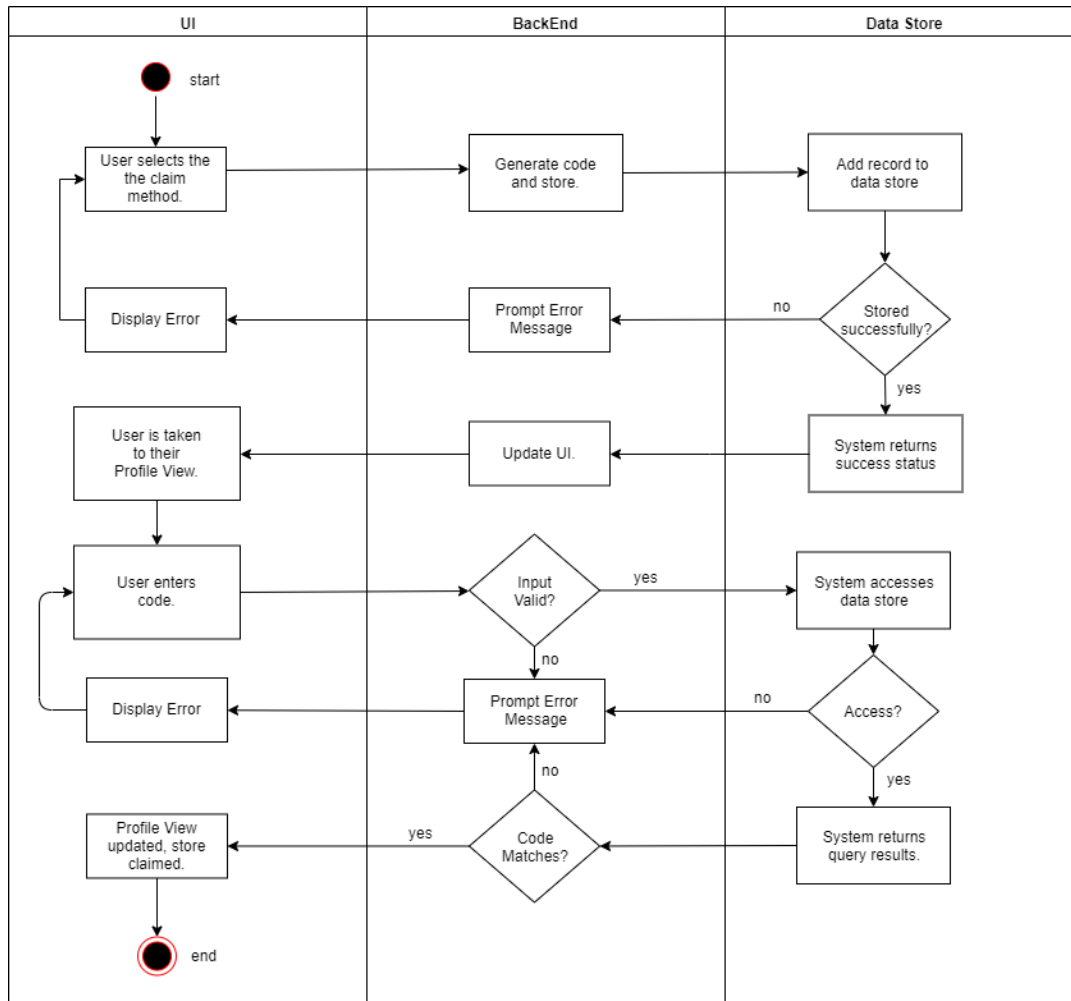 UI
BackEnd
Data Store
start
User selects the
the claim
method.
Generate code
and store.
Add record to
data store
Display Error
Prompt Error
Message
no
Stored
successfully?
yes
User is taken
to their
Profile View.
Update UI.
System returns
success status
User enters
code.
Input
Valid?
yes
System accesses
data store
no
Display Error
Prompt Error
Message
no
Access?
no
yes
Profile View
updated, store
claimed.
yes
Code
Matches?
System returns
query results.
end